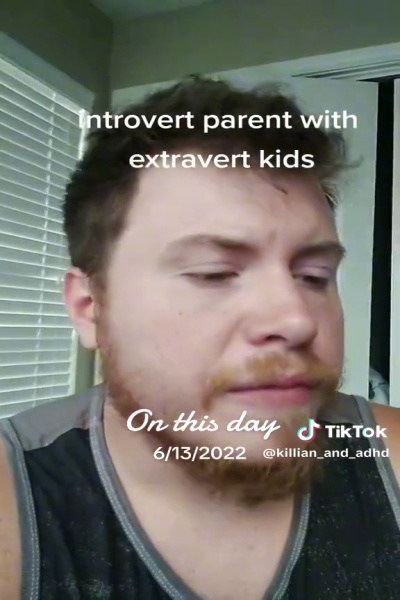 introvert parent with
extravert kids
On this day
TikTok
6/13/2022
@killian_and_adhd